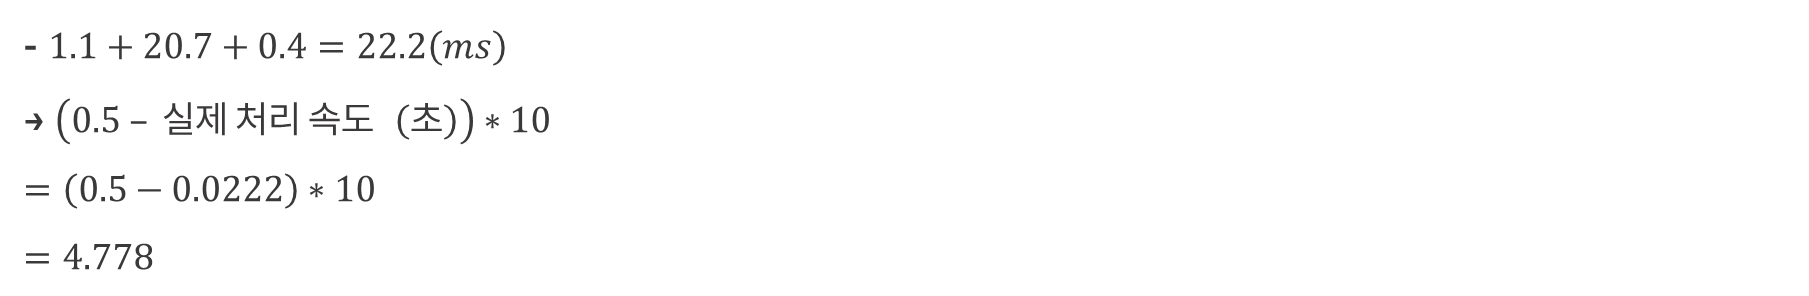 - 1.1 + 20.7 + 0.4 = 22.2(ms)
→ (0.5 – 실제 처리 속도 (초)) * 10
= (0.5 − 0.0222) * 10
= 4.778